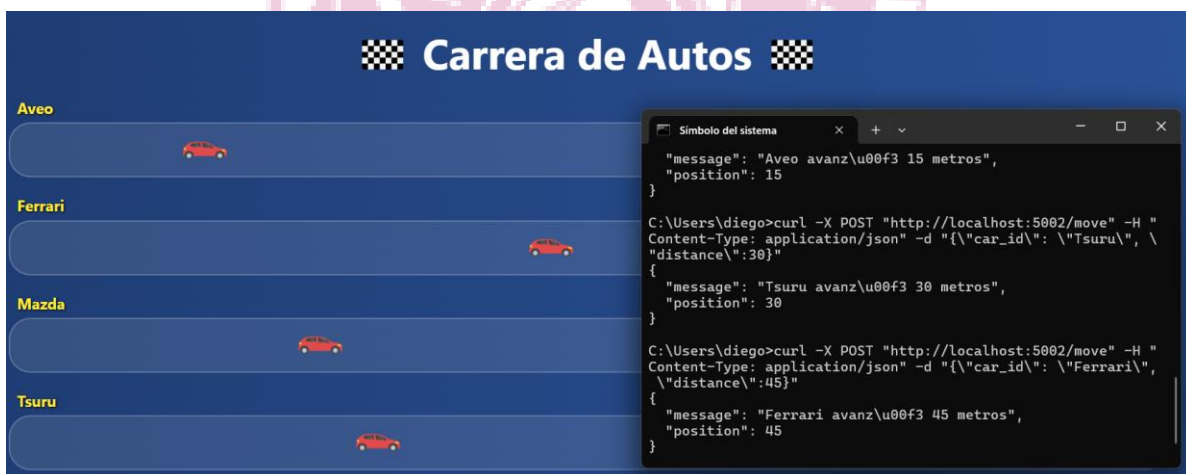 Carrera de Autos
Aveo
Ferrari
Mazda
Tsuru
Símbolo del sistema
"message": "Aveo avanz\u00f3 15 metros",
"position": 15
}
C:\Users\diego>curl -X POST "http://localhost:5002/move" -H "
Content-Type: application/json" -d "{\"car_id\": \"Tsuru\", \
"distance\":30}"
{
"message": "Tsuru avanz\u00f3 30 metros",
"position": 30
}
C:\Users\diego>curl -X POST "http://localhost:5002/move" -H "
Content-Type: application/json" -d "{\"car_id\": \"Ferrari\",
\"distance\":45}"
{
"message": "Ferrari avanz\u00f3 45 metros",
"position": 45
}